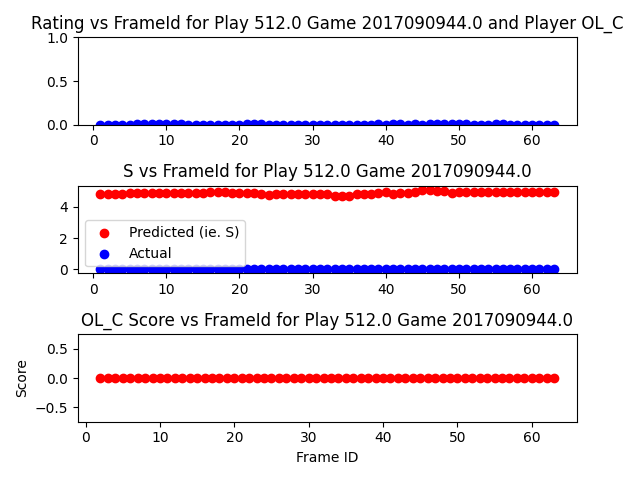 Rating vs FrameId for Play 512.0 Game 2017090944.0 and Player OL_C
1.0
0.5
0.0
0 10 20 30 40 50 60
S vs FrameId for Play 512.0 Game 2017090944.0
4
2
0
Predicted (ie. S)
Actual
0 10 20 30 40 50 60
OL_C Score vs FrameId for Play 512.0 Game 2017090944.0
Score
0.5
0.0
−0.5
0 10 20 30 40 50 60
Frame ID